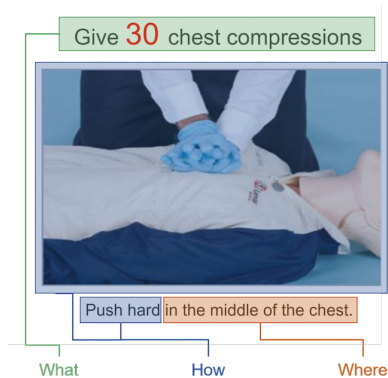 Give 30 chest compressions
Push hard in the middle of the chest.
What How Where